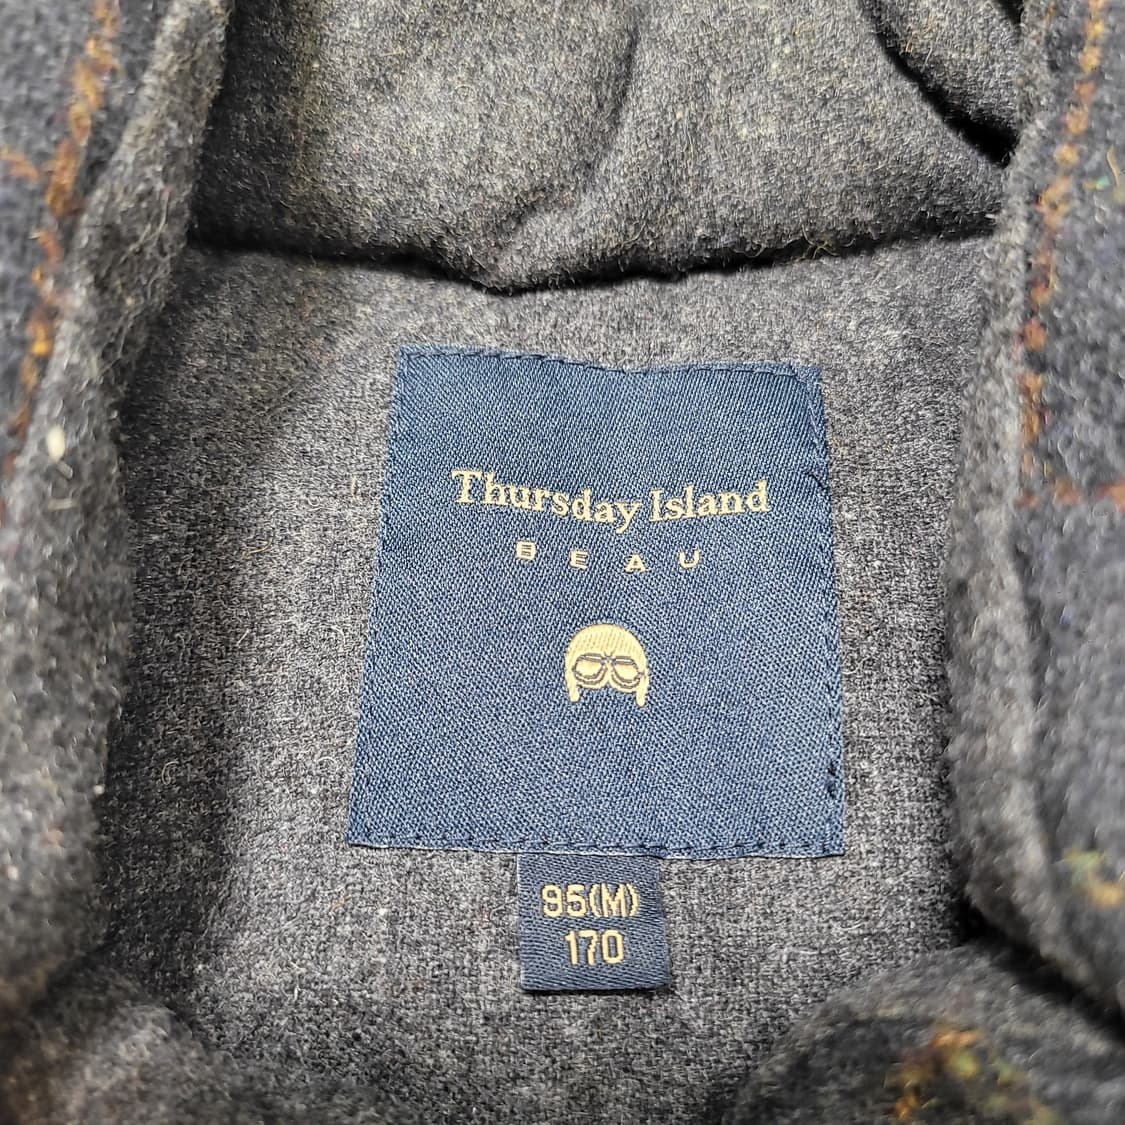 Thursday Island
BEAU
95(M)
170